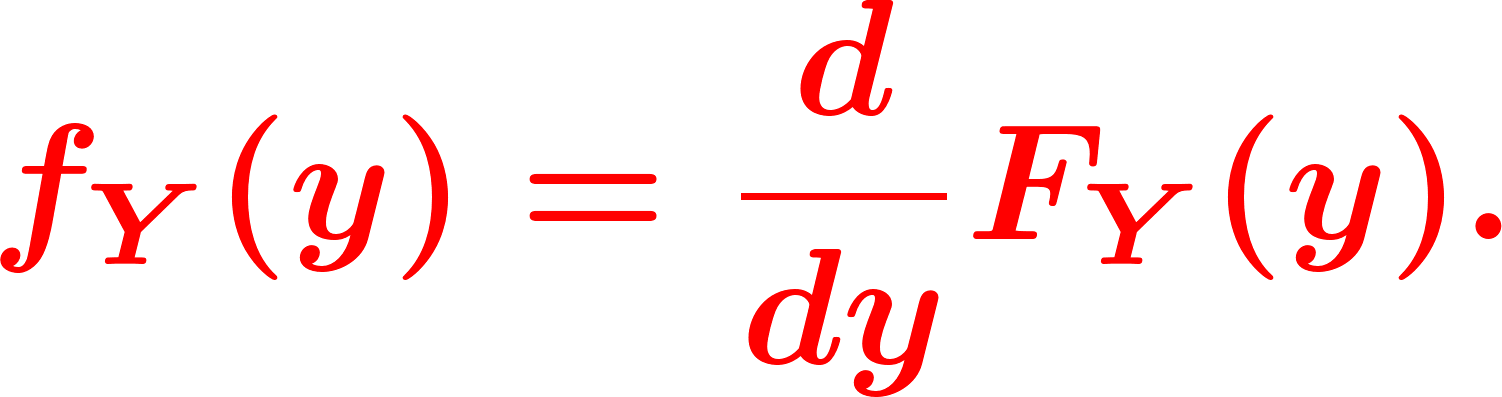 f_Y(y) = \frac{d}{dy} F_Y(y).